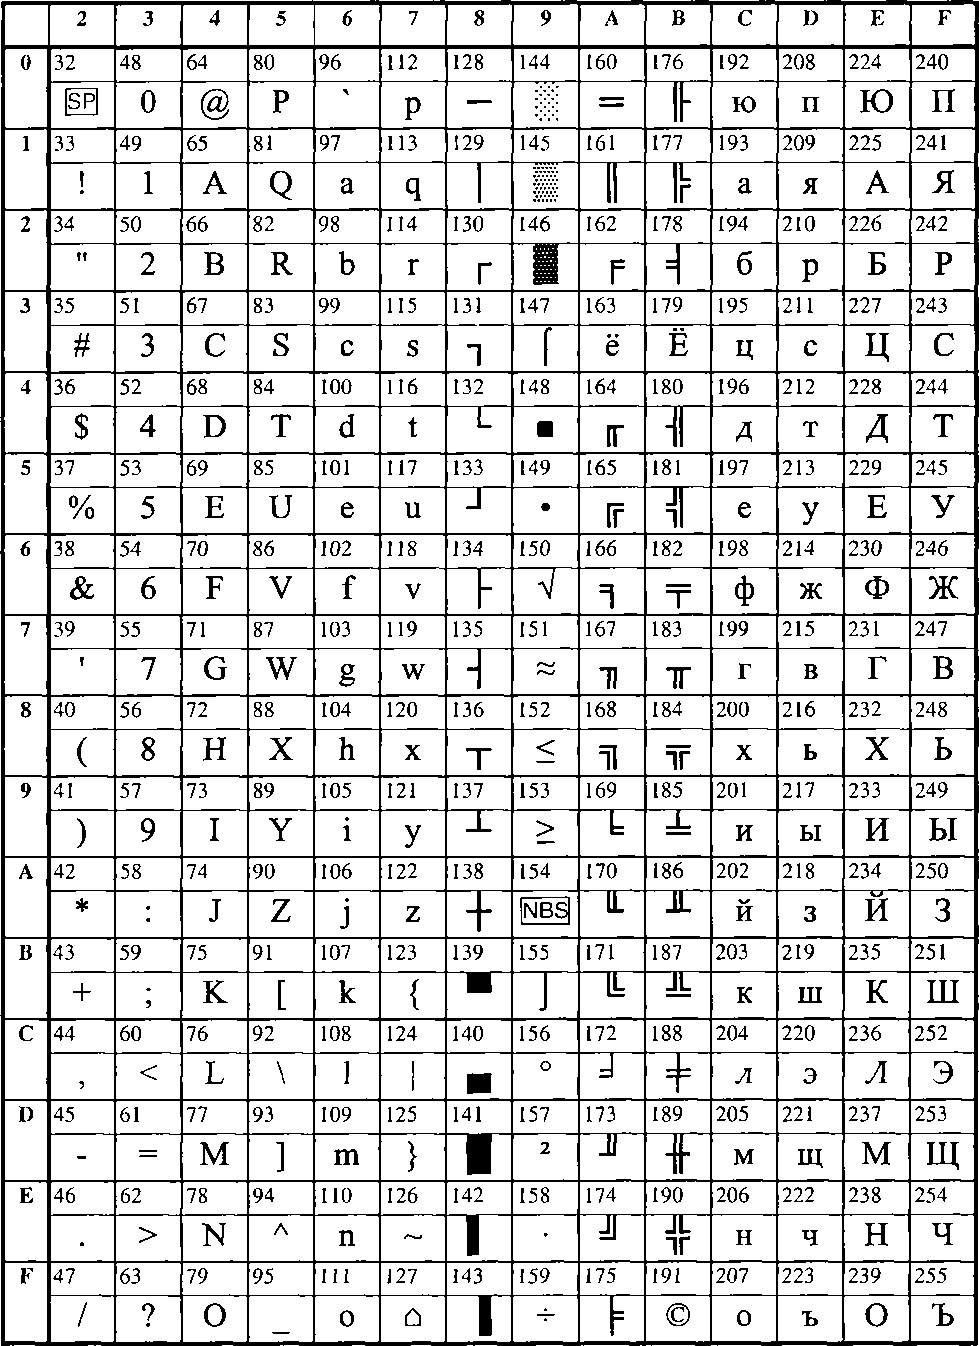 2 3 4 5 6 7 8 9 A B C D E F
0 32 48 64 80 96 112 128 144 160 176 192 208 224 240
SP 0 @ P ` p ─ ░ ═ ╟ ю п Ю П
1 33 49 65 81 97 113 129 145 161 177 193 209 225 241
! 1 A Q a q │ ▒ ║ ╠ а я А Я
2 34 50 66 82 98 114 130 146 162 178 194 210 226 242
" 2 B R b r ┌ ▓ ╒ ╡ б р Б Р
3 35 51 67 83 99 115 131 147 163 179 195 211 227 243
# 3 C S c s ┐ ⌠ ё Ё ц с Ц С
4 36 52 68 84 100 116 132 148 164 180 196 212 228 244
$ 4 D T d t └ ■ ╓ ╢ д т Д Т
5 37 53 69 85 101 117 133 149 165 181 197 213 229 245
% 5 E U e u ┘ • ╔ ╣ е у Е У
6 38 54 70 86 102 118 134 150 166 182 198 214 230 246
& 6 F V f v ├ √ ╕ ╤ ф ж Ф Ж
7 39 55 71 87 103 119 135 151 167 183 199 215 231 247
' 7 G W g w ┤ ≈ ╖ ╥ г в Г В
8 40 56 72 88 104 120 136 152 168 184 200 216 232 248
( 8 H X h x ┬ ≤ ╗ ╦ х ь Х Ь
9 41 57 73 89 105 121 137 153 169 185 201 217 233 249
) 9 I Y i y ┴ ≥ ╘ ╧ и ы И Ы
A 42 58 74 90 106 122 138 154 170 186 202 218 234 250
* : J Z j z ┼ NBS ╙ ╨ й з Й З
B 43 59 75 91 107 123 139 155 171 187 203 219 235 251
+ ; K [ k { ▀ ⌡ ╚ ╩ к ш К Ш
C 44 60 76 92 108 124 140 156 172 188 204 220 236 252
, < L \ l | ▄ ° ╛ ╪ л э Л Э
D 45 61 77 93 109 125 141 157 173 189 205 221 237 253
- = M ] m } █ ² ╜ ╫ м щ М Щ
E 46 62 78 94 110 126 142 158 174 190 206 222 238 254
. > N ^ n ~ ▌ · ╝ ╬ н ч Н Ч
F 47 63 79 95 111 127 143 159 175 191 207 223 239 255
/ ? O _ o ⌂ ▐ ÷ ╞ © о ъ О Ъ